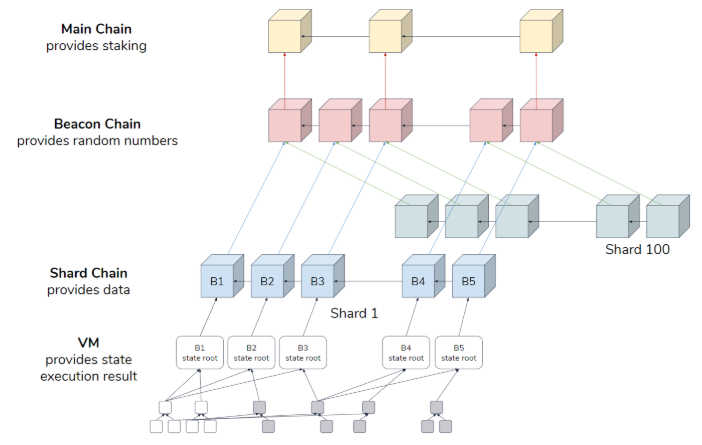 Main Chain
provides staking
Beacon Chain
provides random numbers
Shard 100
Shard Chain
provides data
B1 B2 B3 B4 B5
Shard 1
VM
provides state
execution result
B1
state root
B2
state root
B3
state root
B4
state root
B5
state root